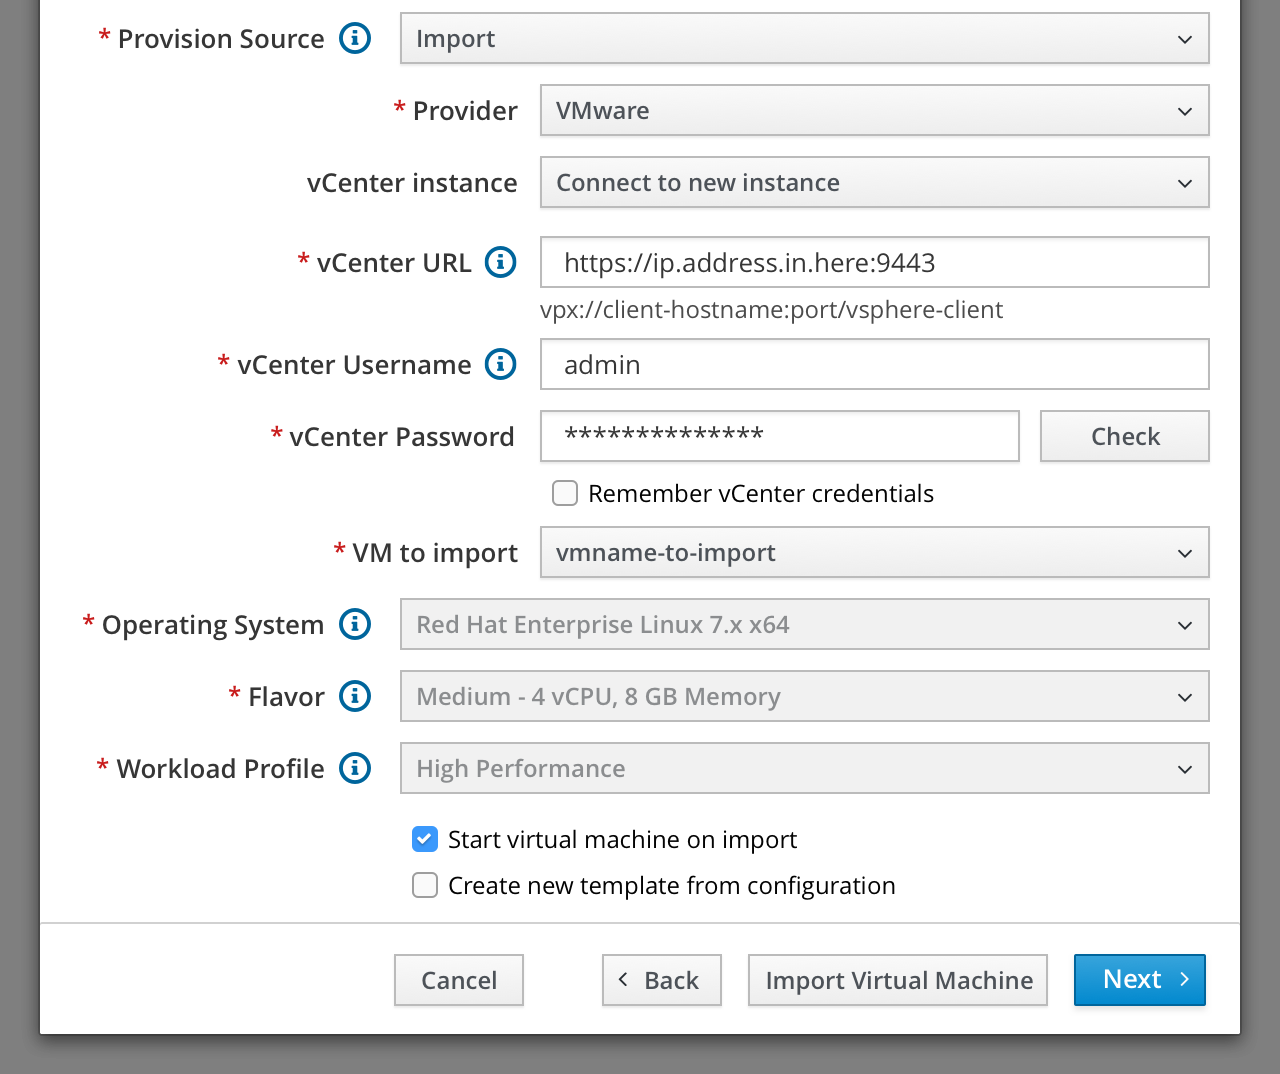 * Provision Source Import
* Provider VMware
vCenter instance Connect to new instance
* vCenter URL https://ip.address.in.here:9443
vpx://client-hostname:port/vsphere-client
* vCenter Username admin
* vCenter Password ************** Check
Remember vCenter credentials
* VM to import vmname-to-import
* Operating System Red Hat Enterprise Linux 7.x x64
* Flavor Medium - 4 vCPU, 8 GB Memory
* Workload Profile High Performance
Start virtual machine on import
Create new template from configuration
Cancel Back Import Virtual Machine Next